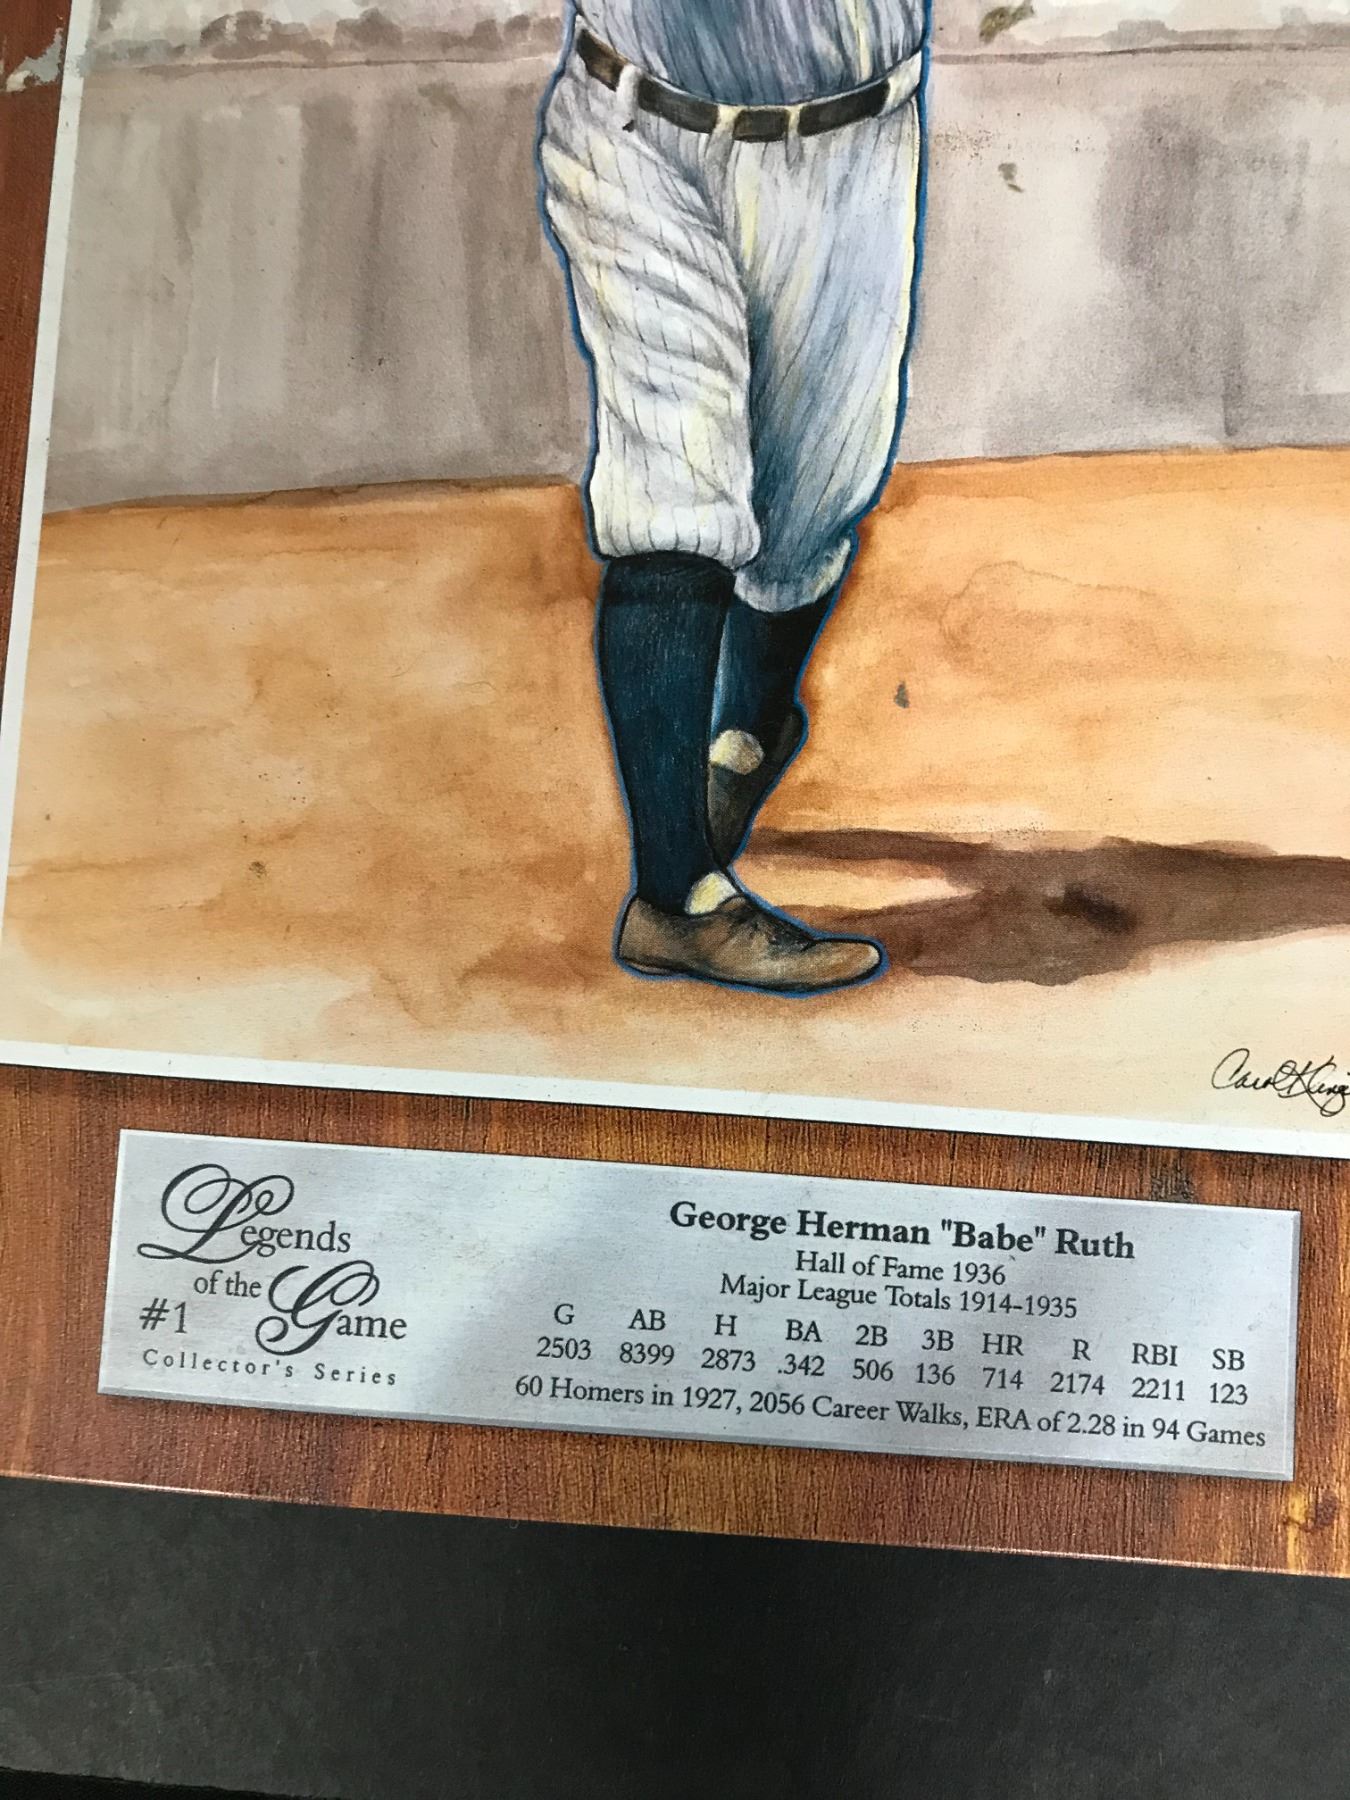 Legends
of the
Game
#1
Collector's Series
George Herman "Babe" Ruth
Hall of Fame 1936
Major League Totals 1914-1935
G AB H BA 2B 3B HR R RBI SB
2503 8399 2873 .342 506 136 714 2174 2211 123
60 Homers in 1927, 2056 Career Walks, ERA of 2.28 in 94 Games
Carol